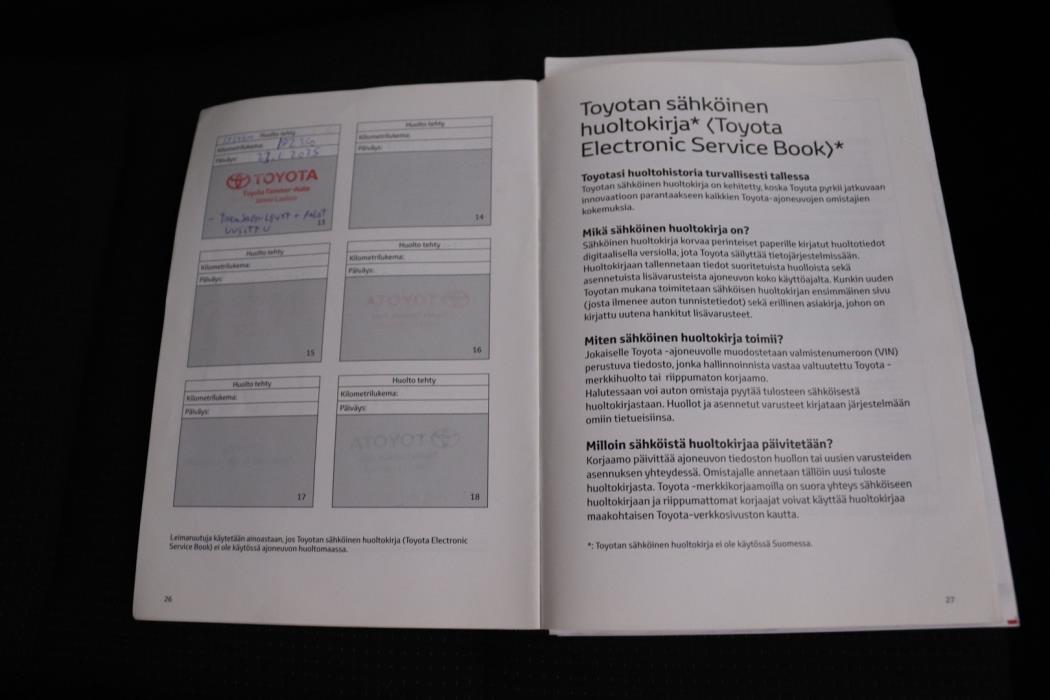 Huolto tehty
Kilometrilukema:
Päiväys:
TOYOTA
Toyota Tammer-Auto
13
Huolto tehty
Kilometrilukema:
Päiväys:
14
Huolto tehty
Kilometrilukema:
Päiväys:
15
Huolto tehty
Kilometrilukema:
Päiväys:
TOYOTA
16
Huolto tehty
Kilometrilukema:
Päiväys:
17
Huolto tehty
Kilometrilukema:
Päiväys:
TOYOTA
18
Leimaruutuja käytetään ainoastaan, jos Toyotan sähköinen huoltokirja (Toyota Electronic
Service Book) ei ole käytössä ajoneuvon huoltomaassa.
26
Toyotan sähköinen
huoltokirja* (Toyota
Electronic Service Book)*
Toyotasi huoltohistoria turvallisesti tallessa
Toyotan sähköinen huoltokirja on kehitetty, koska Toyota pyrkii jatkuvaan
innovaatioon parantaakseen kaikkien Toyota-ajoneuvojen omistajien
kokemuksia.
Mikä sähköinen huoltokirja on?
Sähköinen huoltokirja korvaa perinteiset paperille kirjatut huoltotiedot
digitaalisella versiolla, jota Toyota säilyttää tietojärjestelmissään.
Huoltokirjaan tallennetaan tiedot suoritetuista huolloista sekä
asennetuista lisävarusteista ajoneuvon koko käyttöajalta. Kunkin uuden
Toyotan mukana toimitetaan sähköisen huoltokirjan ensimmäinen sivu
(josta ilmenee auton tunnistetiedot) sekä erillinen asiakirja, johon on
kirjattu uutena hankitut lisävarusteet.
Miten sähköinen huoltokirja toimii?
Jokaiselle Toyota -ajoneuvolle muodostetaan valmistenumeroon (VIN)
perustuva tiedosto, jonka hallinnoinnista vastaa valtuutettu Toyota -
merkkihuolto tai riippumaton korjaamo.
Halutessaan voi auton omistaja pyytää tulosteen sähköisestä
huoltokirjastaan. Huollot ja asennetut varusteet kirjataan järjestelmään
omiin tietueisiinsa.
Milloin sähköistä huoltokirjaa päivitetään?
Korjaamo päivittää ajoneuvon tiedoston huollon tai uusien varusteiden
asennuksen yhteydessä. Omistajalle annetaan tällöin uusi tuloste
huoltokirjasta. Toyota -merkkikorjaamoilla on suora yhteys sähköiseen
huoltokirjaan ja riippumattomat korjaajat voivat käyttää huoltokirjaa
maakohtaisen Toyota-verkkosivuston kautta.
*: Toyotan sähköinen huoltokirja ei ole käytössä Suomessa.
27